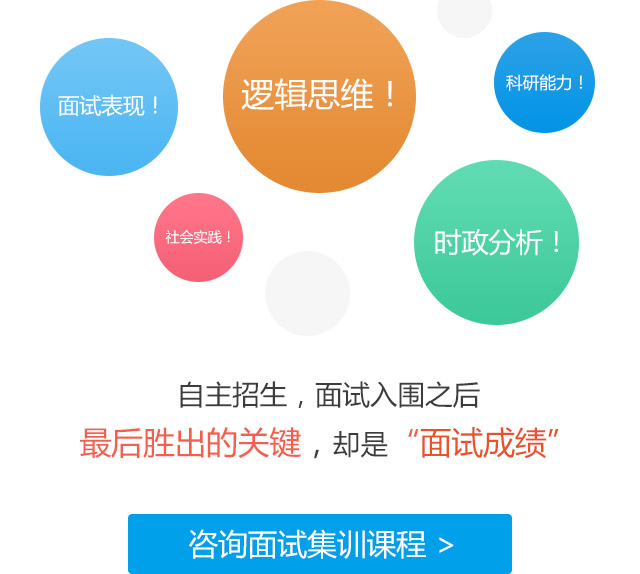 逻辑思维！
科研能力！
面试表现！
社会实践！
时政分析！
自主招生，面试入围之后
最后胜出的关键，却是“面试成绩”
咨询面试集训课程 >